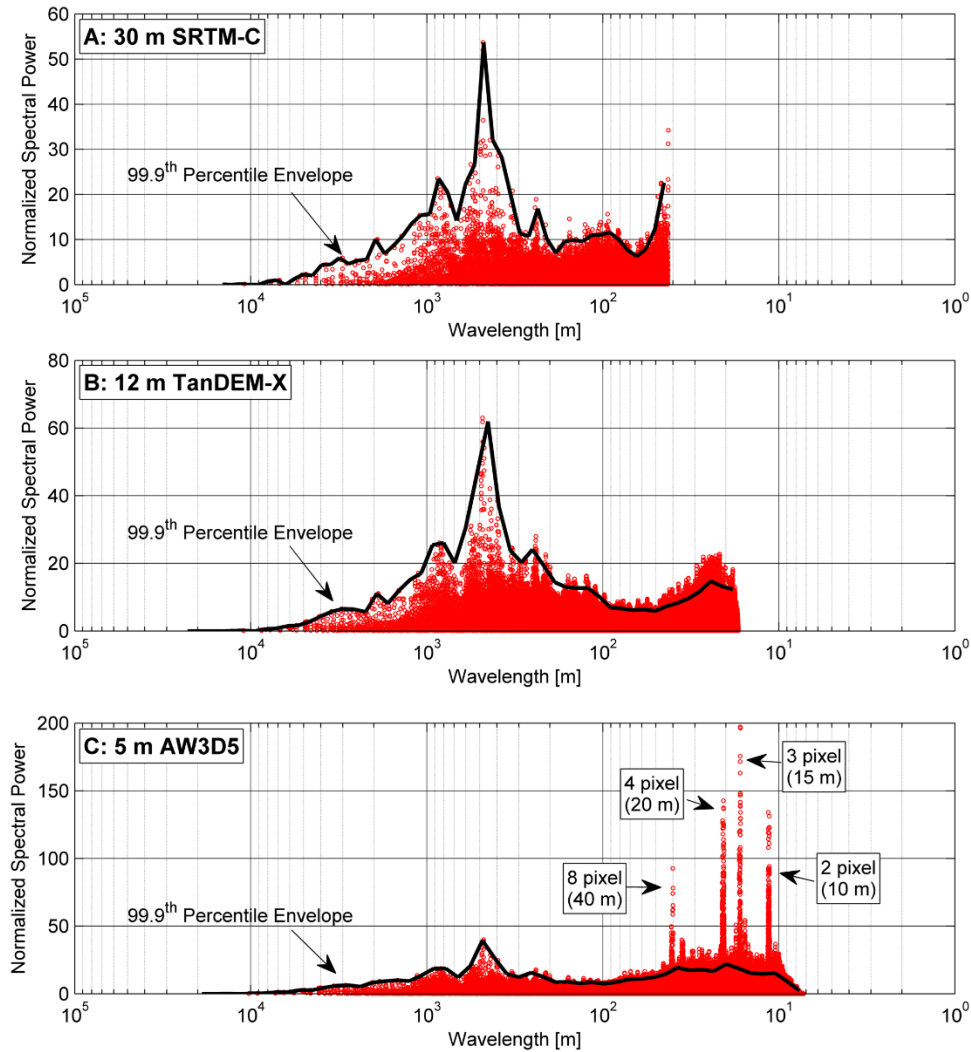 A: 30 m SRTM-C
Normalized Spectral Power
60
50
40
30
20
10
0
99.9th Percentile Envelope
10^5 10^4 10^3 10^2 10^1 10^0
Wavelength [m]
B: 12 m TanDEM-X
Normalized Spectral Power
80
60
40
20
0
99.9th Percentile Envelope
10^5 10^4 10^3 10^2 10^1 10^0
Wavelength [m]
C: 5 m AW3D5
Normalized Spectral Power
200
150
100
50
0
99.9th Percentile Envelope
8 pixel
(40 m)
4 pixel
(20 m)
3 pixel
(15 m)
2 pixel
(10 m)
10^5 10^4 10^3 10^2 10^1 10^0
Wavelength [m]